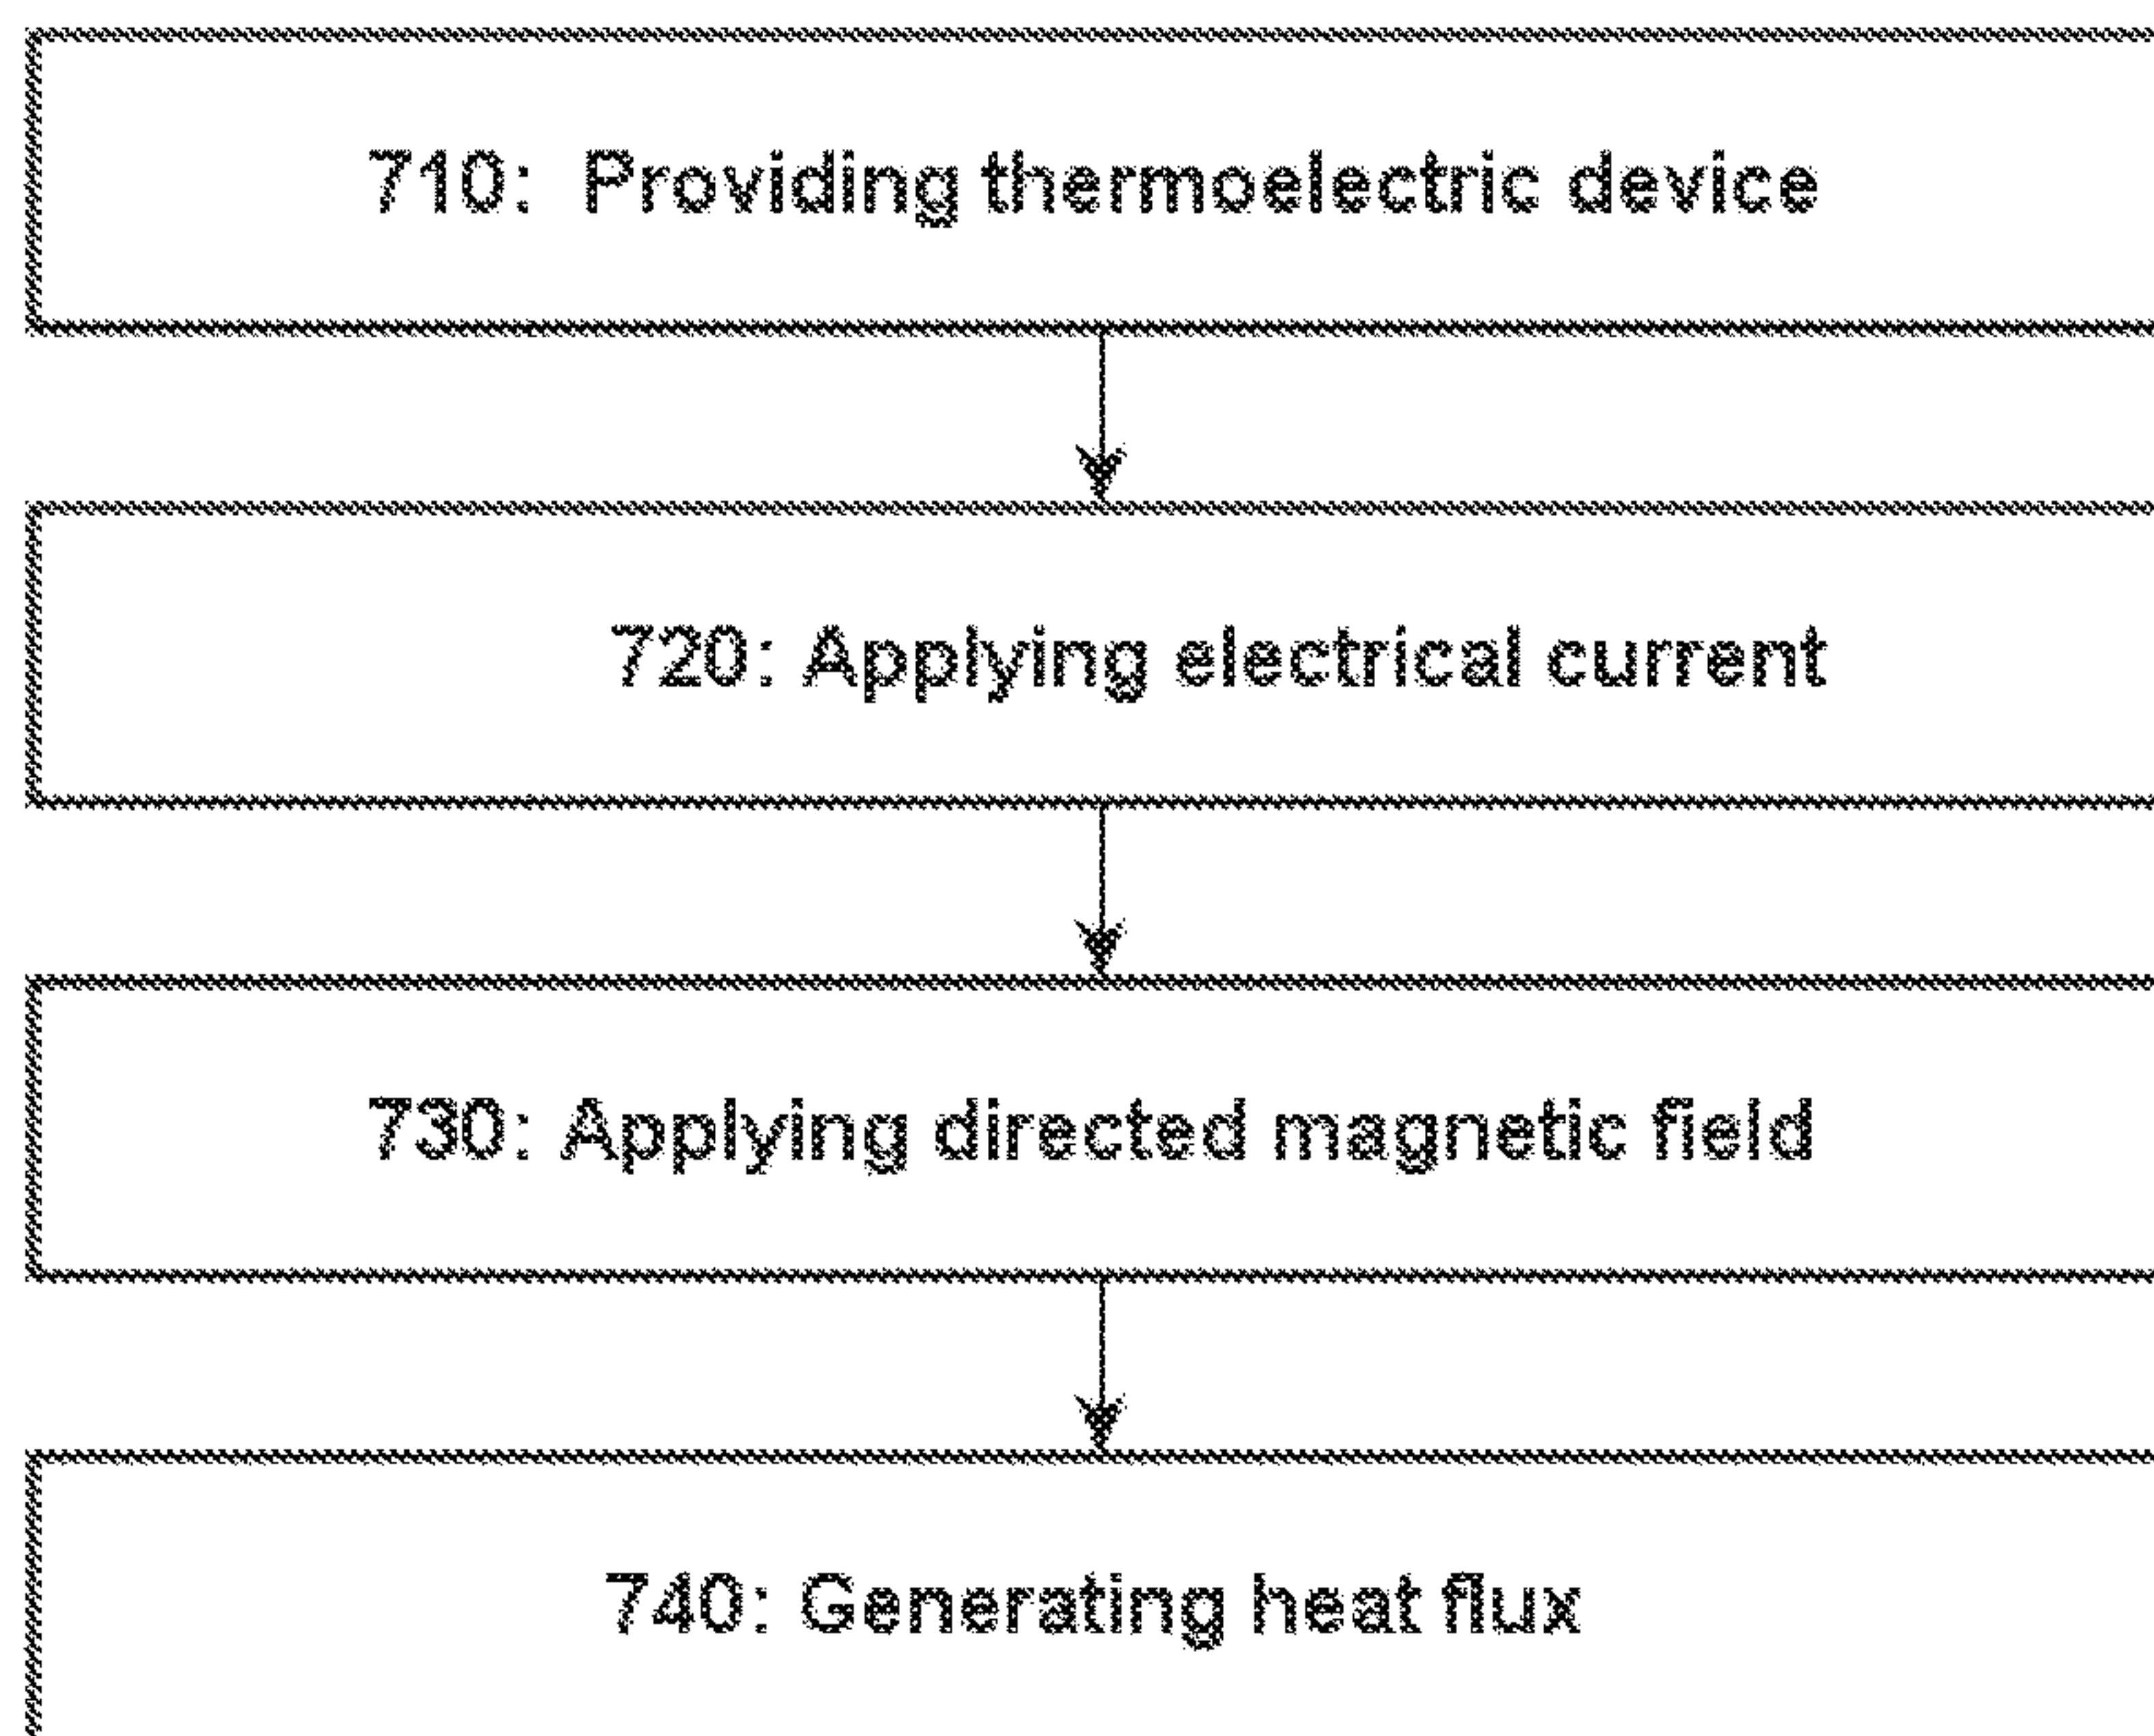 710: Providing thermoelectric device
720: Applying electrical current
730: Applying directed magnetic field
740: Generating heat flux